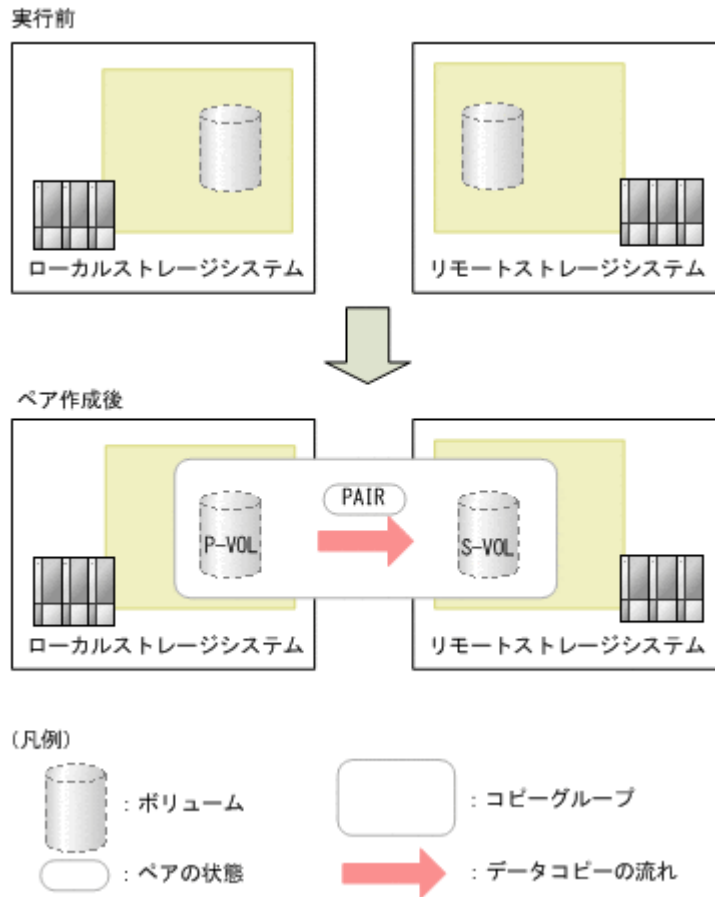 実行前
ローカルストレージシステム
リモートストレージシステム
ペア作成後
PAIR
P-VOL
S-VOL
ローカルストレージシステム
リモートストレージシステム
(凡例)
：ボリューム
：コピーグループ
：ペアの状態
：データコピーの流れ